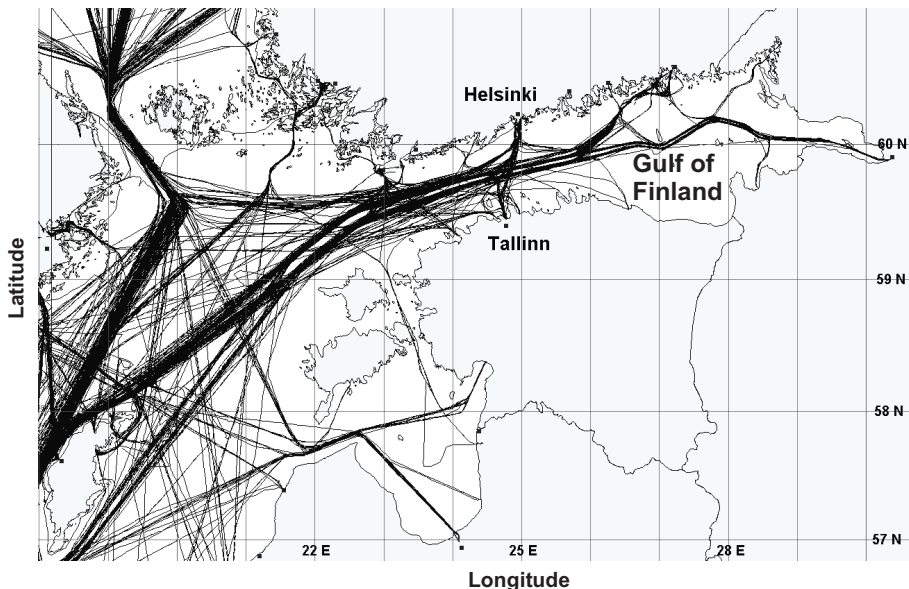 Helsinki
60 N
Gulf of
Finland
Tallinn
Latitude
59 N
58 N
22 E
25 E
28 E
57 N
Longitude